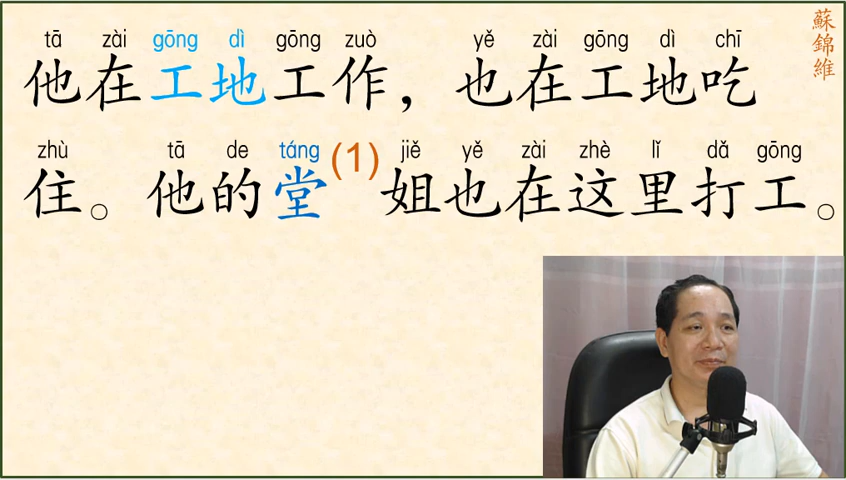 tā zài gōng dì gōng zuò yě zài gōng dì chī
他在工地工作，也在工地吃
zhù tā de táng jiě yě zài zhè lǐ dǎ gōng
住。他的堂(1)姐也在这里打工。
蘇錦維